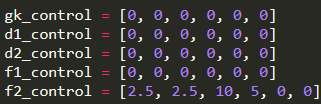 gk_control = [0, 0, 0, 0, 0, 0]
d1_control = [0, 0, 0, 0, 0, 0]
d2_control = [0, 0, 0, 0, 0, 0]
f1_control = [0, 0, 0, 0, 0, 0]
f2_control = [2.5, 2.5, 10, 5, 0, 0]